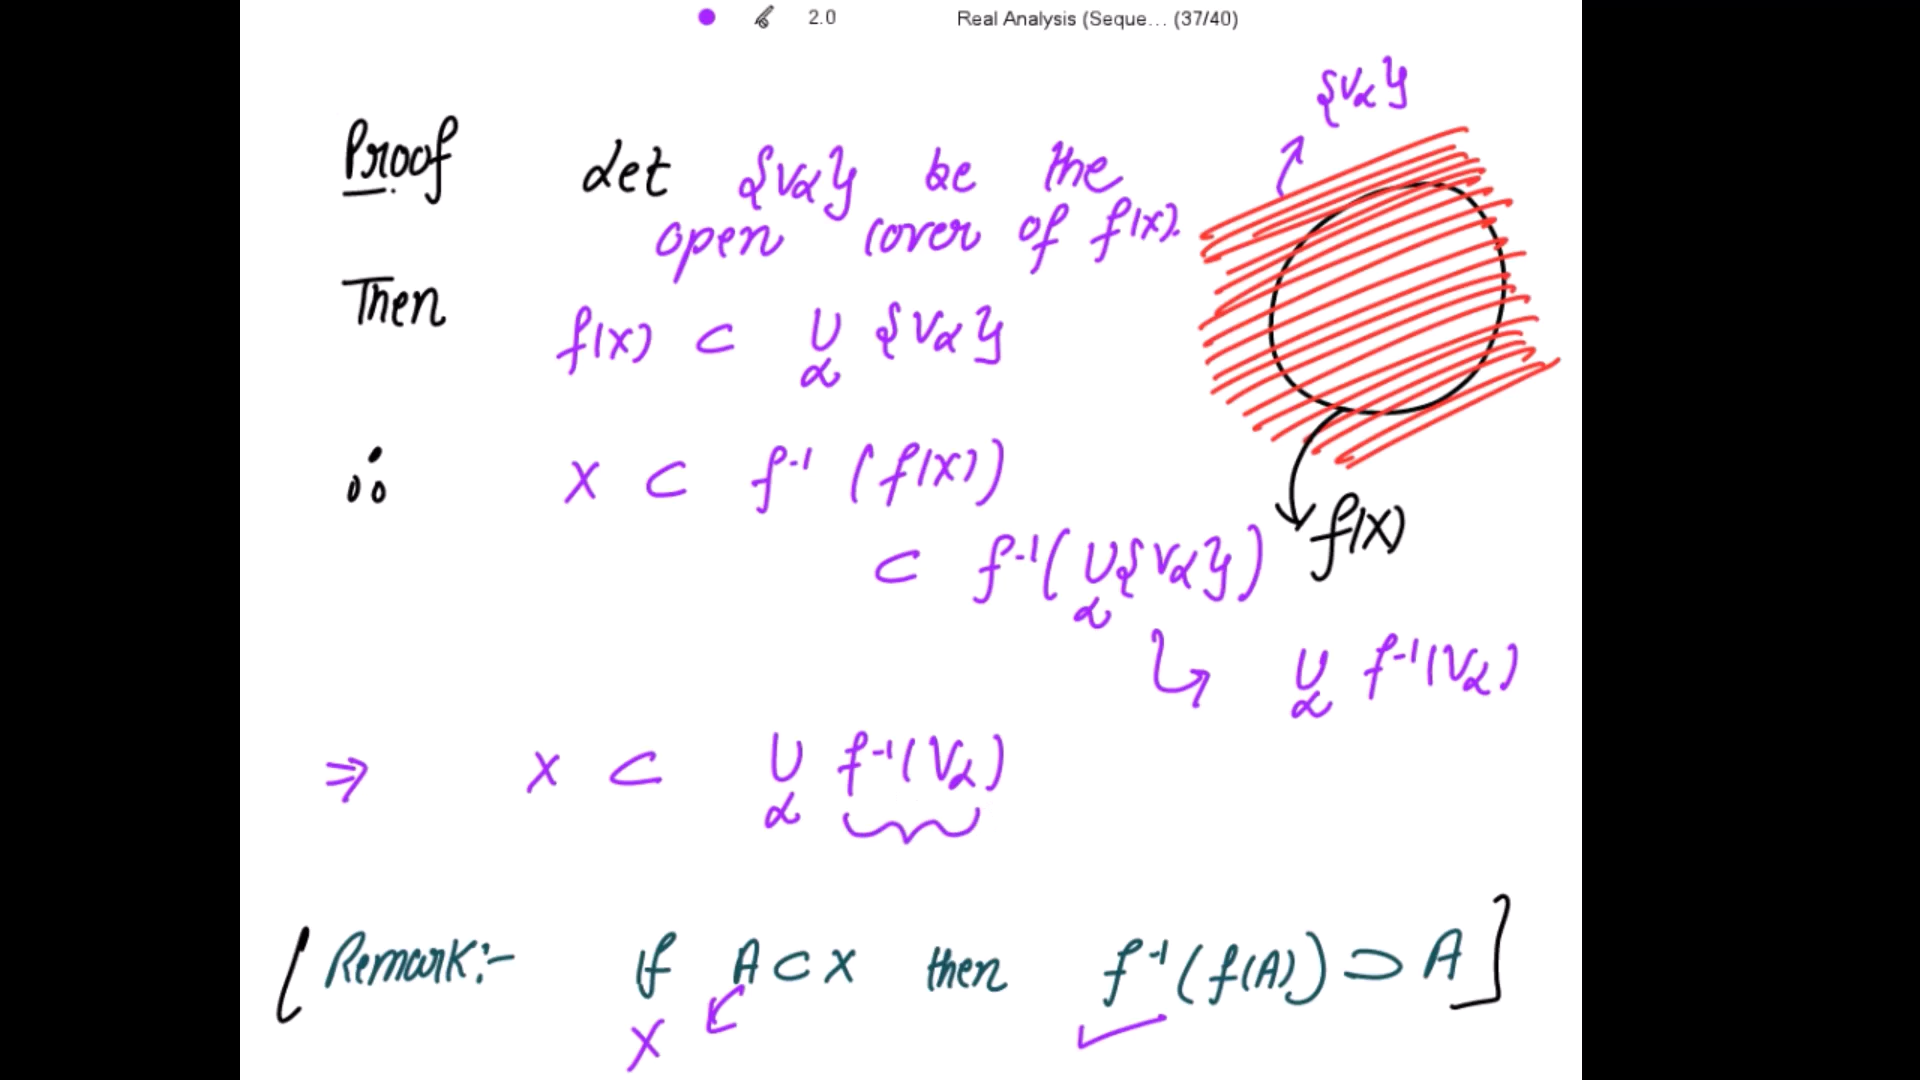 2.0 Real Analysis (Seque... (37/40)
{Vα}
Proof Let {Vα} be the
open cover of f(X).
Then f(X) ⊂ ∪α {Vα}
∴ X ⊂ f⁻¹ (f(X))
⊂ f⁻¹(∪α{Vα})
f(X)
↳ ∪α f⁻¹(Vα)
⇒ X ⊂ ∪α f⁻¹(Vα)
[Remark:- If A ⊂ X then f⁻¹(f(A)) ⊃ A]
X